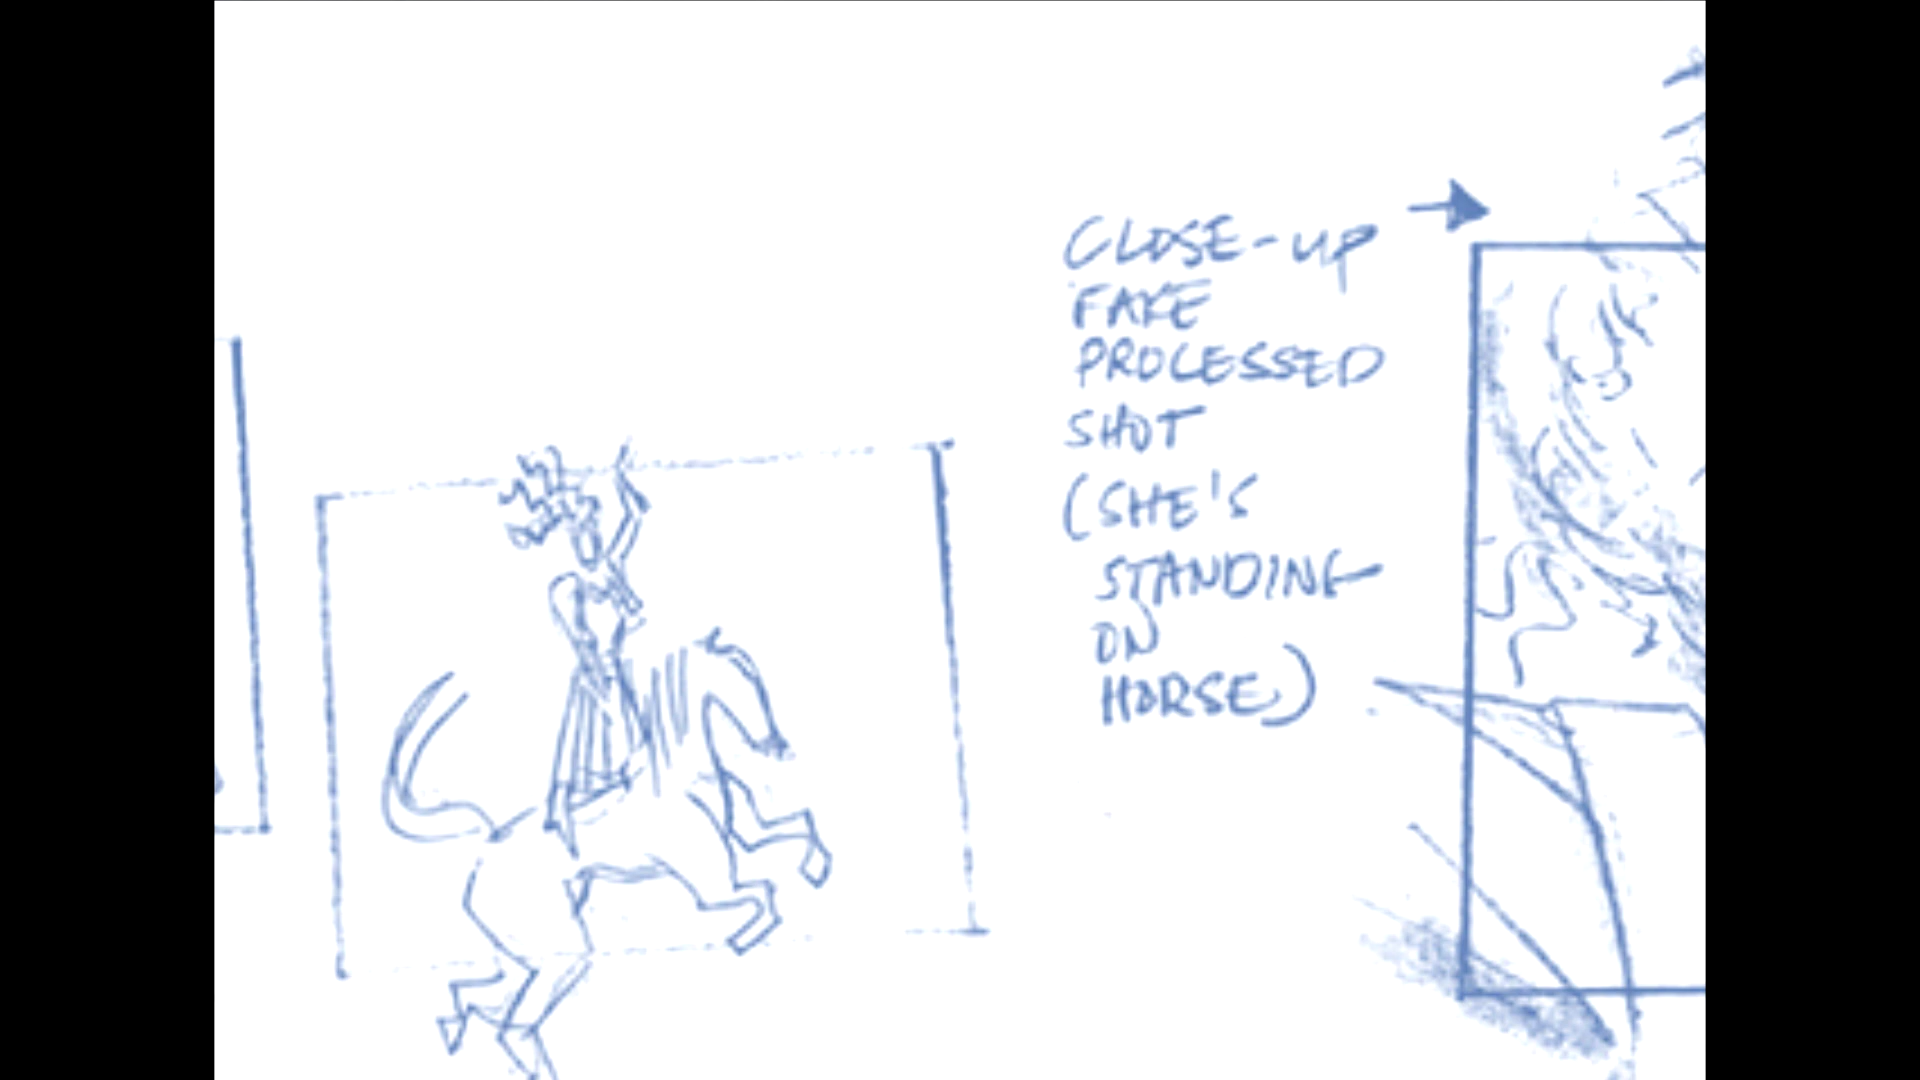 CLOSE-UP
FAKE
PROCESSED
SHOT
(SHE'S
STANDING
ON
HORSE)